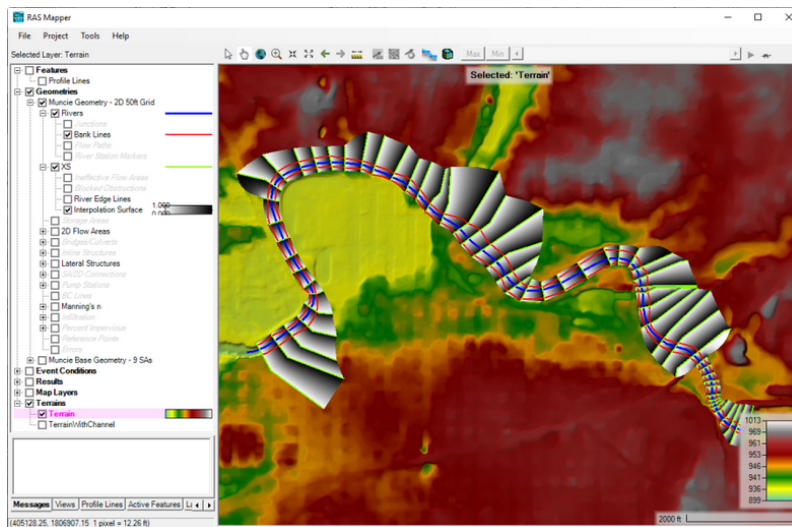 RAS Mapper
File Project Tools Help
Selected Layer: Terrain
Max Min
Selected: 'Terrain'
Features
Profile Lines
Geometries
Muncie Geometry - 2D 50ft Grid
Rivers
Junctions
Bank Lines
Flow Paths
River Station Markers
XS
Ineffective Flow Areas
Blocked Obstructions
River Edge Lines
Interpolation Surface
1.000
0.000
Storage Areas
2D Flow Areas
Bridges/Culverts
Inline Structures
Lateral Structures
SA/2D Connections
Pump Stations
BC Lines
Manning's n
Infiltration
Percent Impervious
Reference Points
Errors
Muncie Base Geometry - 9 SAs
Event Conditions
Results
Map Layers
Terrains
Terrain
TerrainWithChannel
Messages Views Profile Lines Active Features
(405128.25, 1806907.15 1 pixel = 12.26 ft)
1013
969
961
953
946
941
936
899
2000 ft